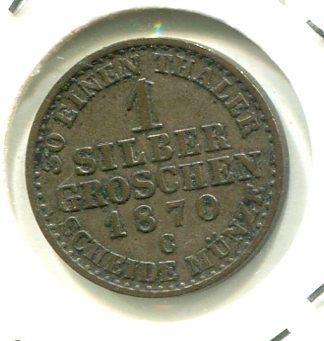 30 EINEN THALER
1
SILBER
GROSCHEN
1870
C
SCHEIDE MÜNZE